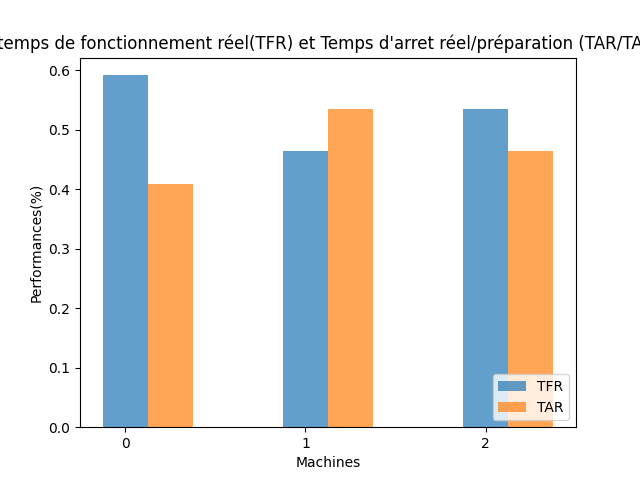 temps de fonctionnement réel(TFR) et Temps d'arret réel/préparation (TAR/TA
0.6
0.5
0.4
0.3
0.2
0.1
0.0
Performances(%)
0 1 2
Machines
TFR
TAR